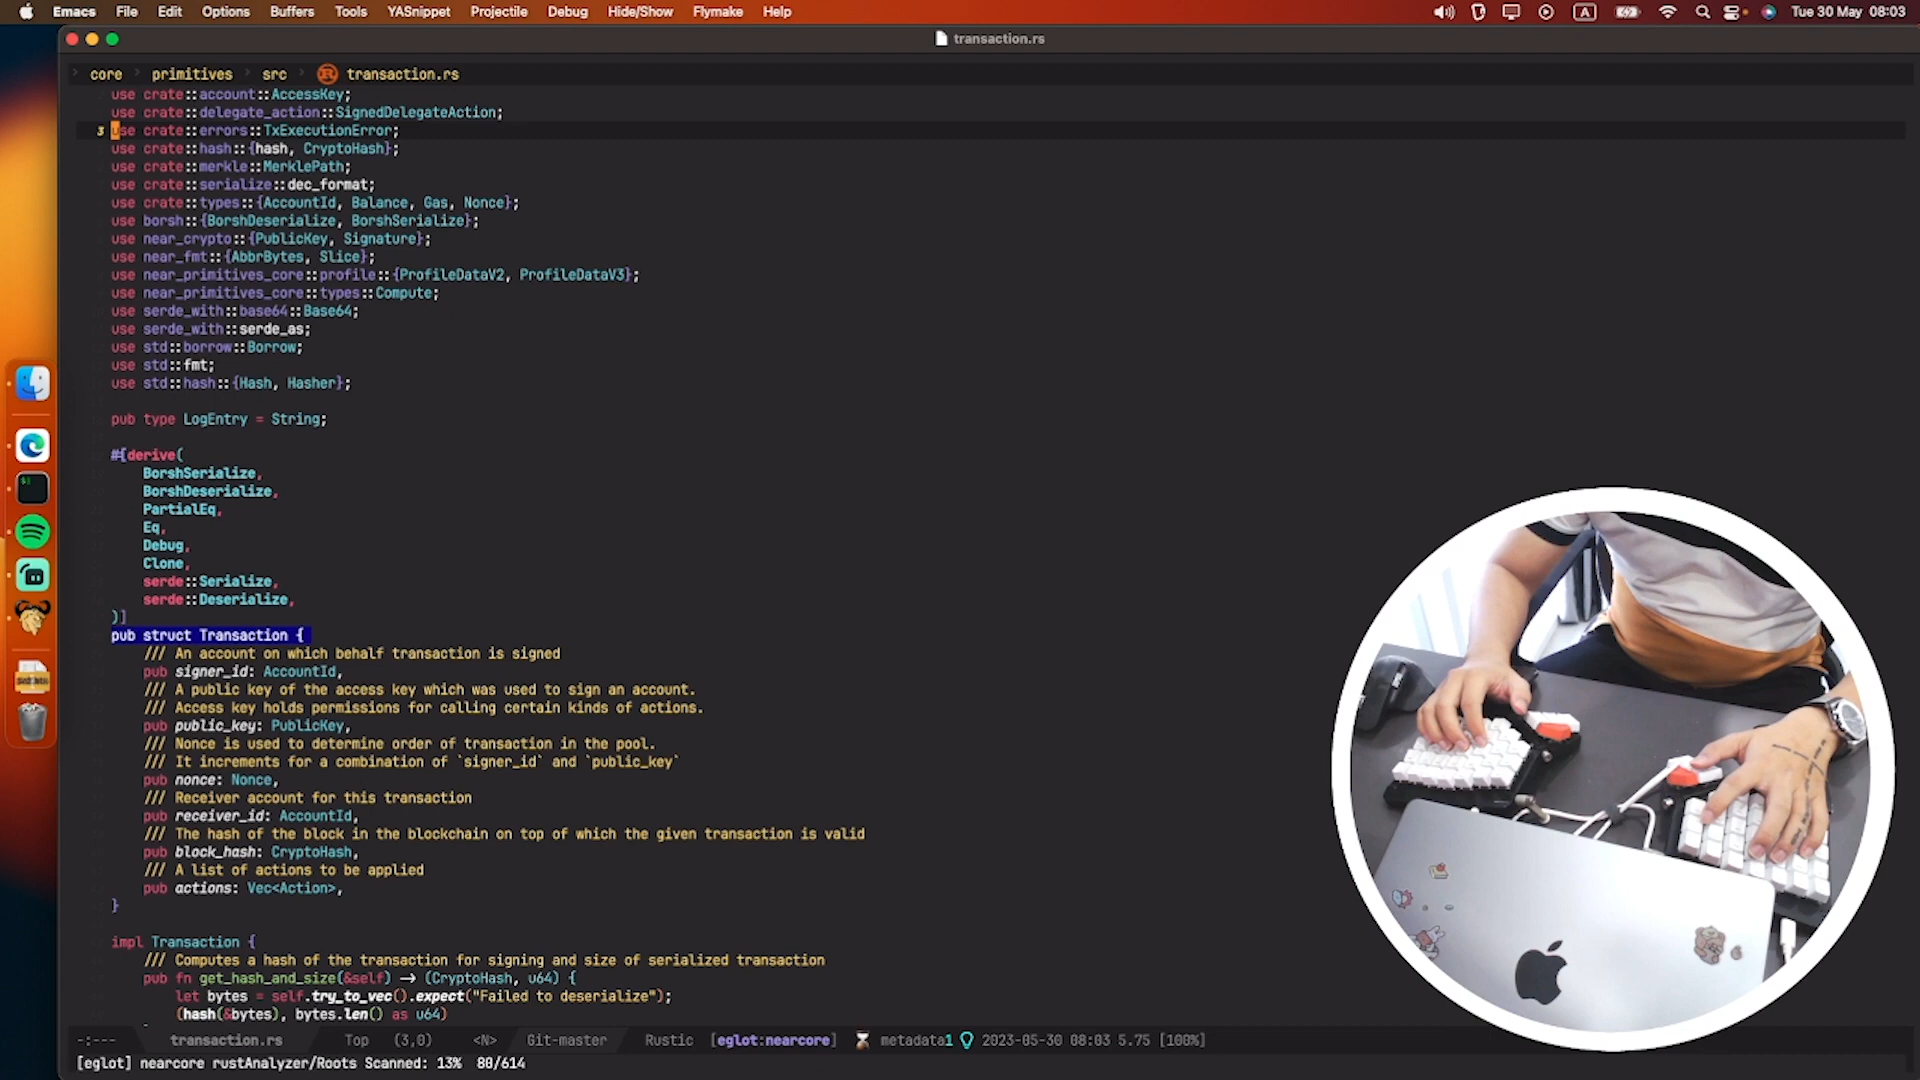 Emacs File Edit Options Buffers Tools YASnippet Projectile Debug Hide/Show Flymake Help A Tue 30 May 08:03
transaction.rs
core primitives src transaction.rs
use crate::account::AccessKey;
use crate::delegate_action::SignedDelegateAction;
3 use crate::errors::TxExecutionError;
use crate::hash::{hash, CryptoHash};
use crate::merkle::MerklePath;
use crate::serialize::dec_format;
use crate::types::{AccountId, Balance, Gas, Nonce};
use borsh::{BorshDeserialize, BorshSerialize};
use near_crypto::{PublicKey, Signature};
use near_fmt::{AbbrBytes, Slice};
use near_primitives_core::profile::{ProfileDataV2, ProfileDataV3};
use near_primitives_core::types::Compute;
use serde_with::base64::Base64;
use serde_with::serde_as;
use std::borrow::Borrow;
use std::fmt;
use std::hash::{Hash, Hasher};
pub type LogEntry = String;
#[derive(
BorshSerialize,
BorshDeserialize,
PartialEq,
Eq,
Debug,
Clone,
serde::Serialize,
serde::Deserialize,
)]
pub struct Transaction {
/// An account on which behalf transaction is signed
pub signer_id: AccountId,
/// A public key of the access key which was used to sign an account.
/// Access key holds permissions for calling certain kinds of actions.
pub public_key: PublicKey,
/// Nonce is used to determine order of transaction in the pool.
/// It increments for a combination of `signer_id` and `public_key`
pub nonce: Nonce,
/// Receiver account for this transaction
pub receiver_id: AccountId,
/// The hash of the block in the blockchain on top of which the given transaction is valid
pub block_hash: CryptoHash,
/// A list of actions to be applied
pub actions: Vec<Action>,
}
impl Transaction {
/// Computes a hash of the transaction for signing and size of serialized transaction
pub fn get_hash_and_size(&self) -> (CryptoHash, u64) {
let bytes = self.try_to_vec().expect("Failed to deserialize");
(hash(&bytes), bytes.len() as u64)
-:--- transaction.rs Top (3,0) <N> Git-master Rustic [eglot:nearcore] metadata1 2023-05-30 08:03 5.75 [100%]
[eglot] nearcore rustAnalyzer/Roots Scanned: 13% 80/614